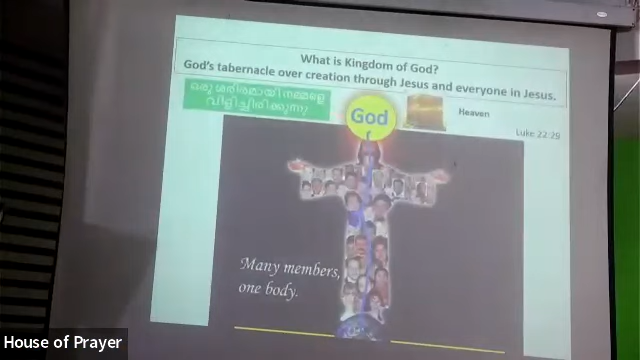 What is Kingdom of God?
God's tabernacle over creation through Jesus and everyone in Jesus.
ഒരു ശരീരമായി നമ്മളെ
വിളിച്ചിരിക്കുന്നു
God
Heaven
Luke 22:29
Many members,
one body.
House of Prayer